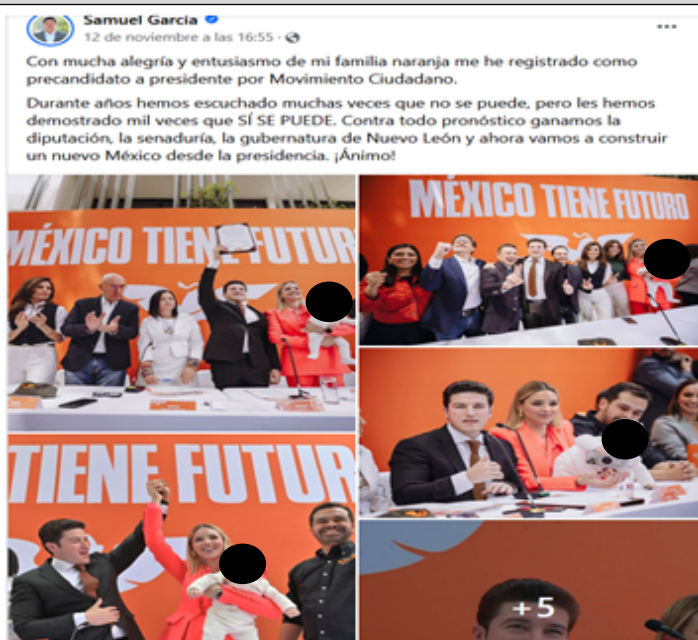 Samuel García
12 de noviembre a las 16:55 ·
Con mucha alegría y entusiasmo de mi familia naranja me he registrado como
precandidato a presidente por Movimiento Ciudadano.
Durante años hemos escuchado muchas veces que no se puede, pero les hemos
demostrado mil veces que SÍ SE PUEDE. Contra todo pronóstico ganamos la
diputación, la senaduría, la gubernatura de Nuevo León y ahora vamos a construir
un nuevo México desde la presidencia. ¡Ánimo!
MÉXICO TIENE FUTUR
MÉXICO TIENE FUTURO
TIENE FUTUR
+5